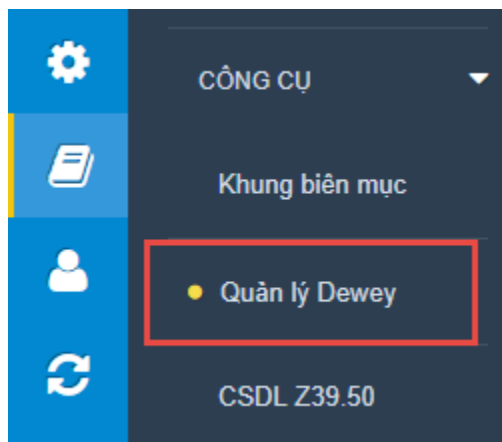 CÔNG CỤ
Khung biên mục
Quản lý Dewey
CSDL Z39.50